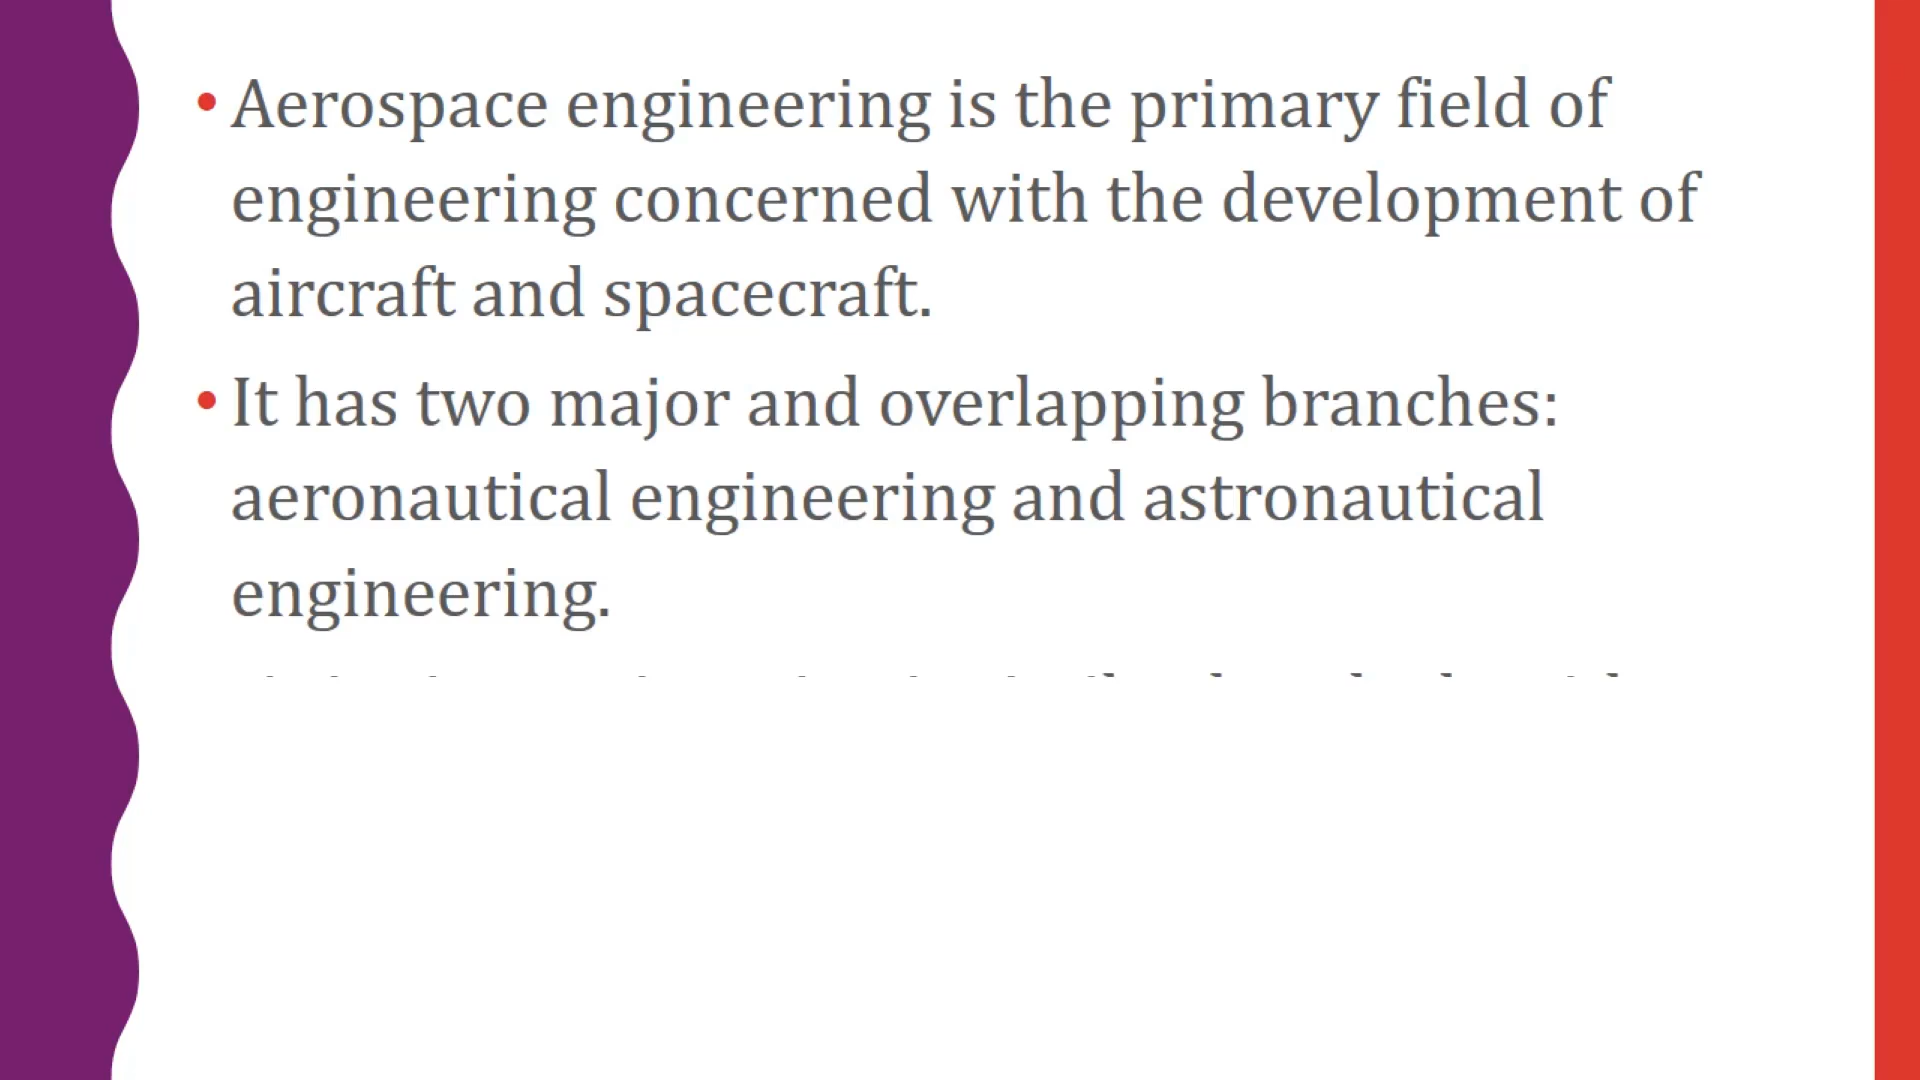 • Aerospace engineering is the primary field of
engineering concerned with the development of
aircraft and spacecraft.
• It has two major and overlapping branches:
aeronautical engineering and astronautical
engineering.